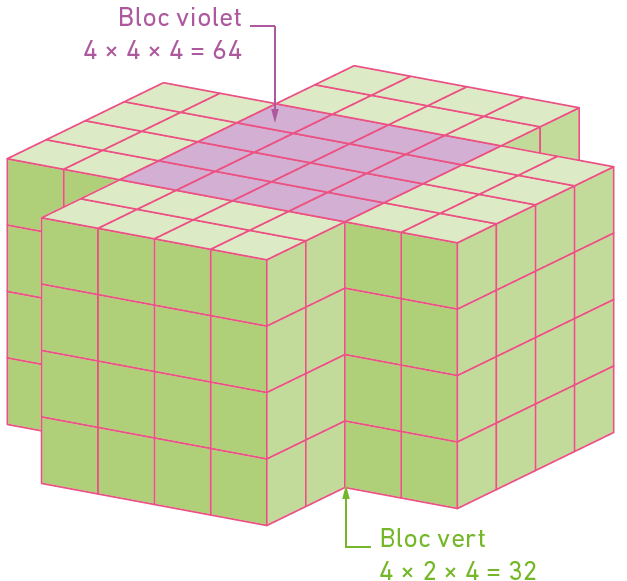 Bloc violet
4 × 4 × 4 = 64
Bloc vert
4 × 2 × 4 = 32